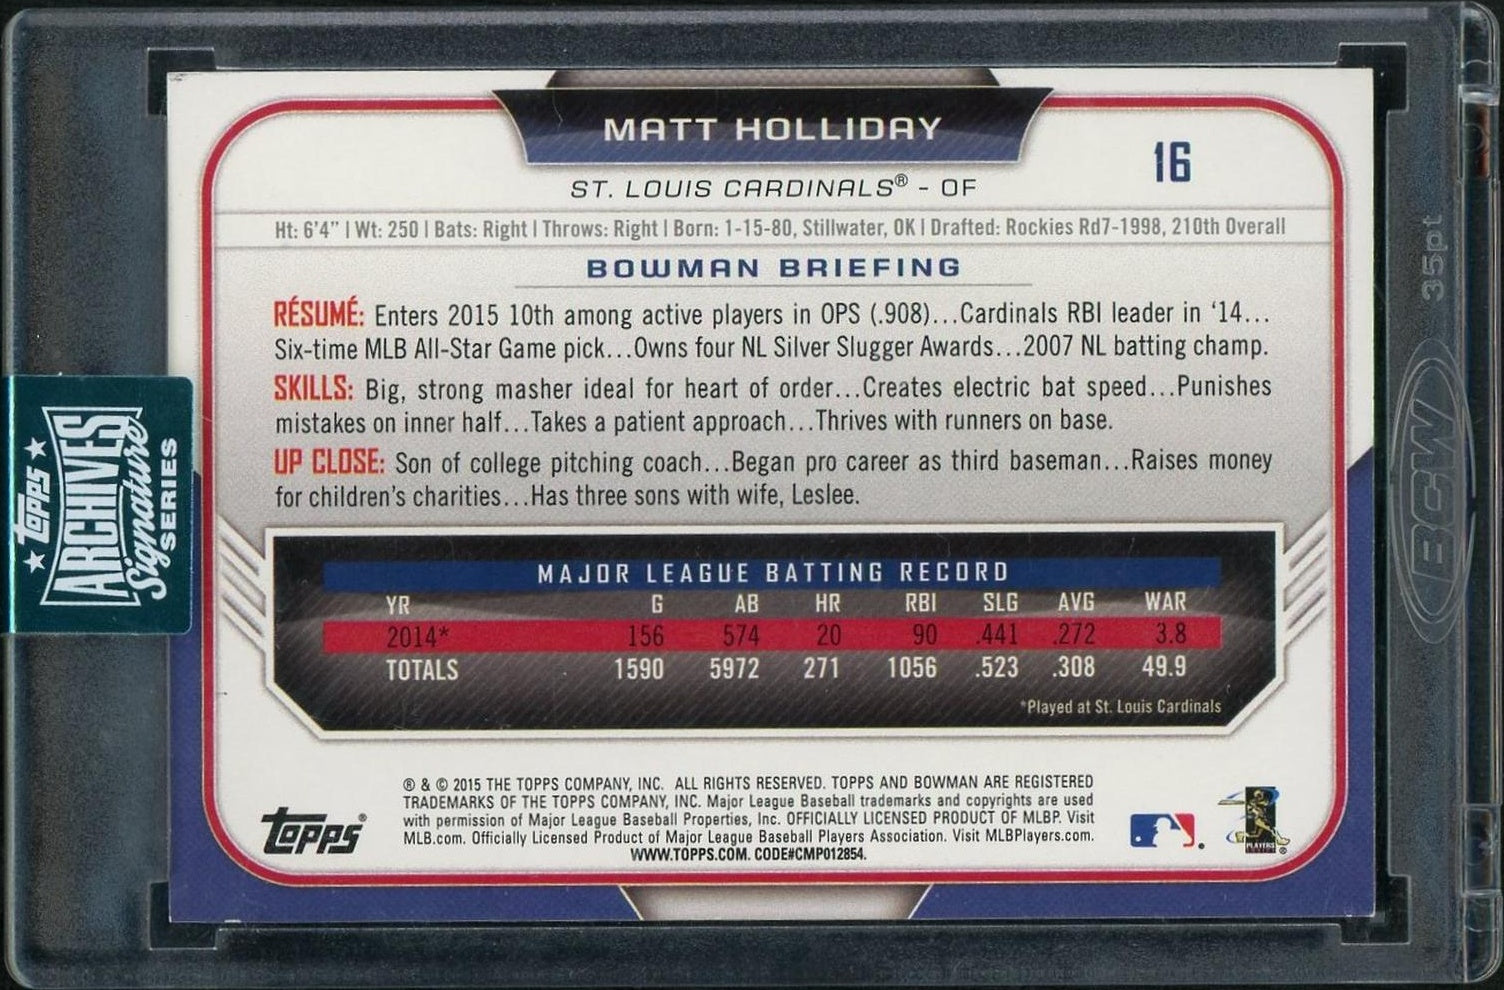 MATT HOLLIDAY
16
ST. LOUIS CARDINALS® - OF
Ht: 6'4" | Wt: 250 | Bats: Right | Throws: Right | Born: 1-15-80, Stillwater, OK | Drafted: Rockies Rd7-1998, 210th Overall
BOWMAN BRIEFING
RÉSUMÉ: Enters 2015 10th among active players in OPS (.908)...Cardinals RBI leader in '14...
Six-time MLB All-Star Game pick...Owns four NL Silver Slugger Awards...2007 NL batting champ.
SKILLS: Big, strong masher ideal for heart of order...Creates electric bat speed...Punishes
mistakes on inner half...Takes a patient approach...Thrives with runners on base.
UP CLOSE: Son of college pitching coach...Began pro career as third baseman...Raises money
for children's charities...Has three sons with wife, Leslee.
MAJOR LEAGUE BATTING RECORD
YR G AB HR RBI SLG AVG WAR
2014* 156 574 20 90 .441 .272 3.8
TOTALS 1590 5972 271 1056 .523 .308 49.9
*Played at St. Louis Cardinals
® & © 2015 THE TOPPS COMPANY, INC. ALL RIGHTS RESERVED. TOPPS AND BOWMAN ARE REGISTERED
TRADEMARKS OF THE TOPPS COMPANY, INC. Major League Baseball trademarks and copyrights are used
with permission of Major League Baseball Properties, Inc. OFFICIALLY LICENSED PRODUCT OF MLBP. Visit
MLB.com. Officially Licensed Product of Major League Baseball Players Association. Visit MLBPlayers.com.
WWW.TOPPS.COM. CODE#CMP012854.
topps®
PLAYERS
®
★ topps ★
ARCHIVES
Signature
SERIES
35pt
BCW